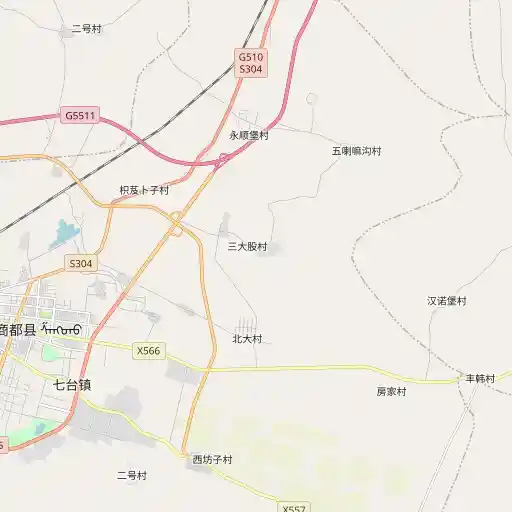 二号村
G510
S304
G5511
永顺堡村
五喇嘛沟村
枳芨卜子村
三大股村
S304
汉诺堡村
商都县
北大村
X566
丰韩村
七台镇
房家村
西坊子村
二号村
X557